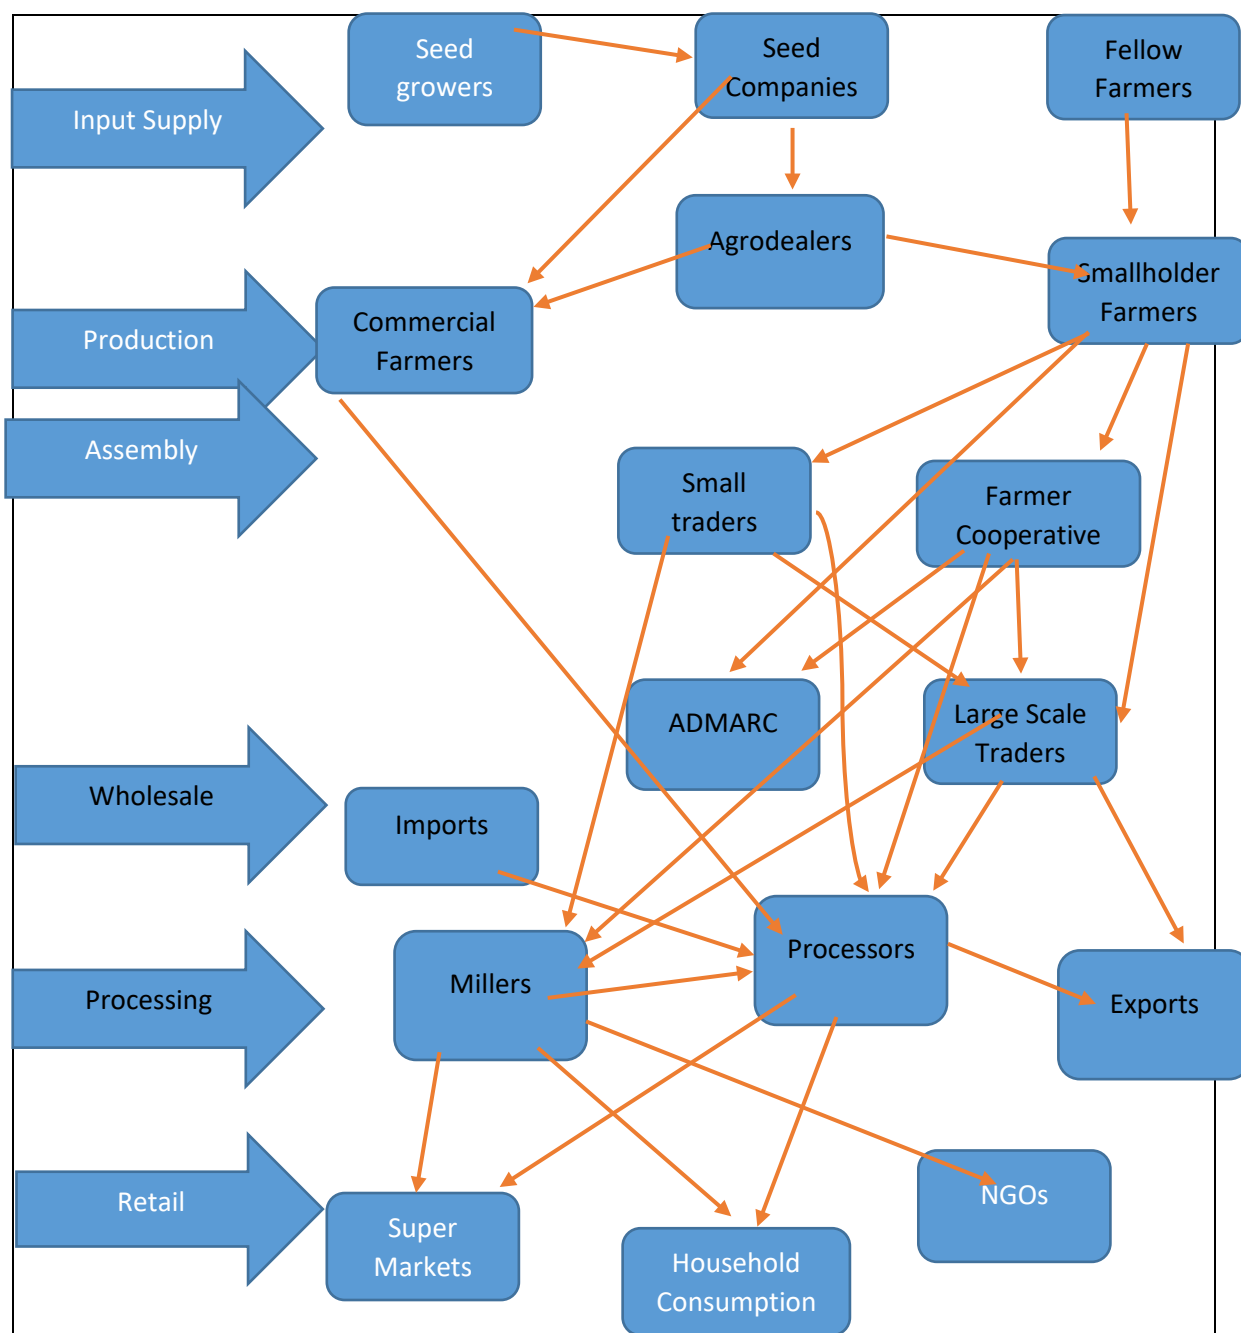 Seed
growers
Seed
Companies
Fellow
Farmers
Input Supply
Agrodealers
Smallholder
Farmers
Production
Commercial
Farmers
Assembly
Small
traders
Farmer
Cooperative
ADMARC
Large Scale
Traders
Wholesale
Imports
Processors
Millers
Processing
Exports
Retail
NGOs
Super
Markets
Household
Consumption